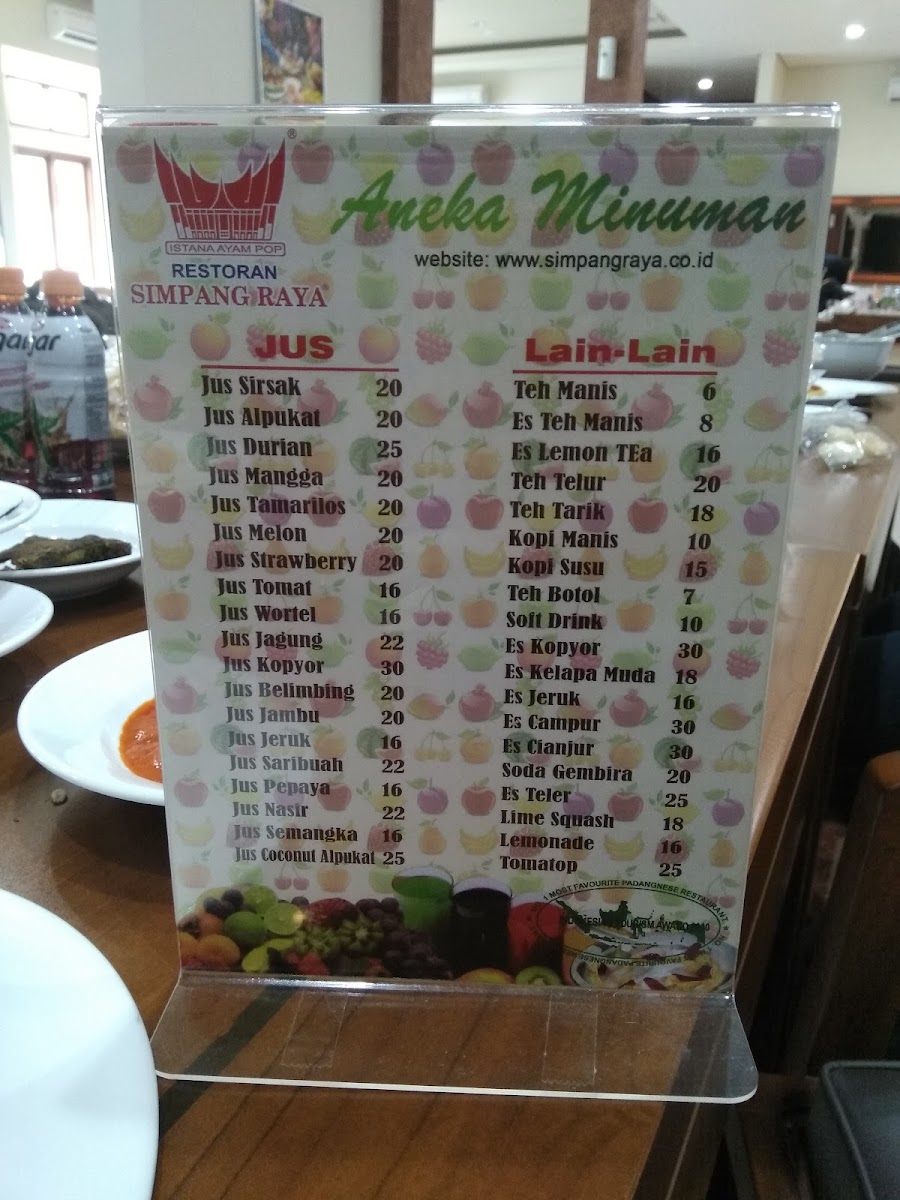 ®
ISTANA AYAM POP
RESTORAN
SIMPANG RAYA
Aneka Minuman
website: www.simpangraya.co.id
JUS
Jus Sirsak 20
Jus Alpukat 20
Jus Durian 25
Jus Mangga 20
Jus Tamarilos 20
Jus Melon 20
Jus Strawberry 20
Jus Tomat 16
Jus Wortel 16
Jus Jagung 22
Jus Kopyor 30
Jus Belimbing 20
Jus Jambu 20
Jus Jeruk 16
Jus Saribuah 22
Jus Pepaya 16
Jus Nasir 22
Jus Semangka 16
Jus Coconut Alpukat 25
Lain-Lain
Teh Manis 6
Es Teh Manis 8
Es Lemon TEa 16
Teh Telur 20
Teh Tarik 18
Kopi Manis 10
Kopi Susu 15
Teh Botol 7
Soft Drink 10
Es Kopyor 30
Es Kelapa Muda 18
Es Jeruk 16
Es Campur 30
Es Cianjur 30
Soda Gembira 20
Es Teler 25
Lime Squash 18
Lemonade 16
Tomatop 25
1 MOST FAVOURITE PADANGNESE RESTAURANT